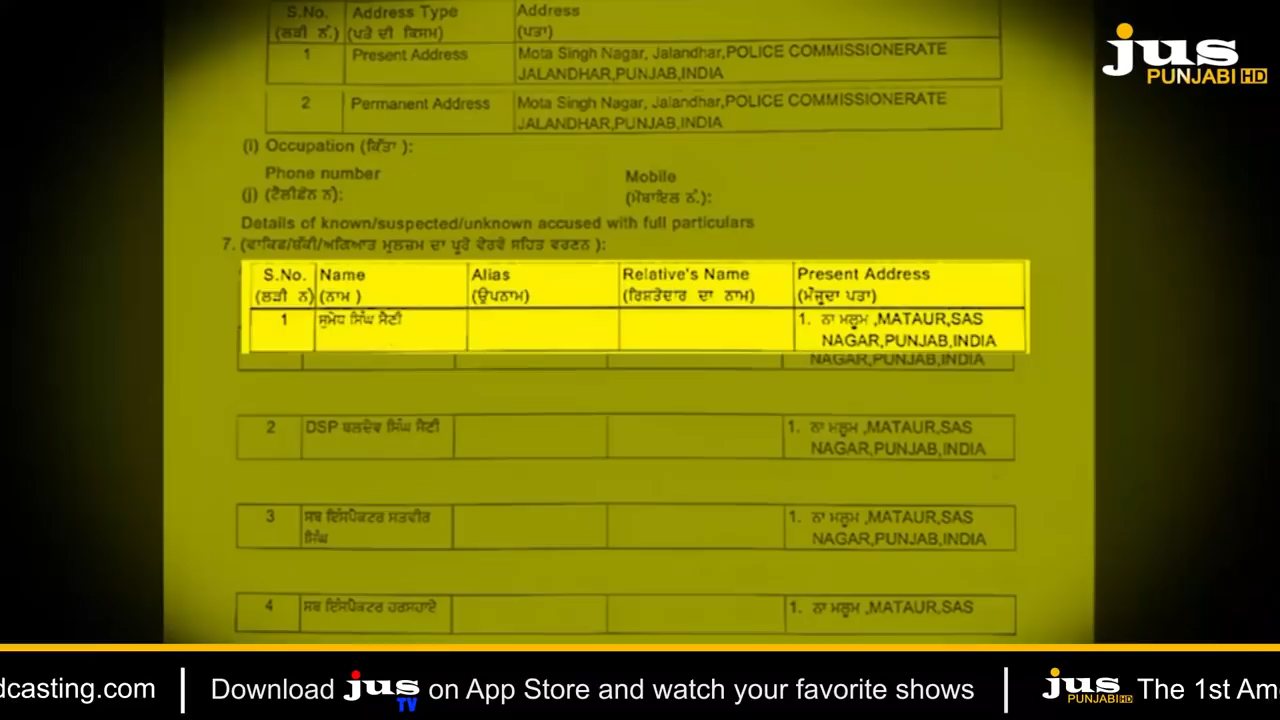 S.No. Address Type Address
(ਲੜੀ ਨੰ.) (ਪਤੇ ਦੀ ਕਿਸਮ) (ਪਤਾ)
1 Present Address Mota Singh Nagar, Jalandhar,POLICE COMMISSIONERATE
JALANDHAR,PUNJAB,INDIA
2 Permanent Address Mota Singh Nagar, Jalandhar,POLICE COMMISSIONERATE
JALANDHAR,PUNJAB,INDIA
(i) Occupation (ਕਿੱਤਾ ):
Phone number Mobile
(j) (ਟੈਲੀਫੋਨ ਨੰ): (ਮੋਬਾਇਲ ਨੰ.):
Details of known/suspected/unknown accused with full particulars
7. (ਵਾਕਿਫ/ਸ਼ੱਕੀ/ਅਗਿਆਤ ਮੁਲਜ਼ਮ ਦਾ ਪੂਰੇ ਵੇਰਵੇ ਸਹਿਤ ਵਰਣਨ ):
S.No. Name Alias Relative's Name Present Address
(ਲੜੀ ਨੰ) (ਨਾਮ ) (ਉਪਨਾਮ) (ਰਿਸ਼ਤੇਦਾਰ ਦਾ ਨਾਮ) (ਮੌਜੂਦਾ ਪਤਾ)
1 ਸੁਮੇਧ ਸਿੰਘ ਸੈਣੀ 1. ਨਾ ਮਲੂਮ ,MATAUR,SAS
NAGAR,PUNJAB,INDIA
NAGAR,PUNJAB,INDIA
2 DSP ਬਲਦੇਵ ਸਿੰਘ ਸੈਣੀ 1. ਨਾ ਮਲੂਮ ,MATAUR,SAS
NAGAR,PUNJAB,INDIA
3 ਸਬ ਇੰਸਪੈਕਟਰ ਸਤਵੀਰ 1. ਨਾ ਮਲੂਮ ,MATAUR,SAS
ਸਿੰਘ NAGAR,PUNJAB,INDIA
4 ਸਬ ਇੰਸਪੈਕਟਰ ਹਰਸਹਾਏ 1. ਨਾ ਮਲੂਮ ,MATAUR,SAS
jus
PUNJABI HD
dcasting.com | Download jus TV on App Store and watch your favorite shows | jus PUNJABI HD The 1st Am